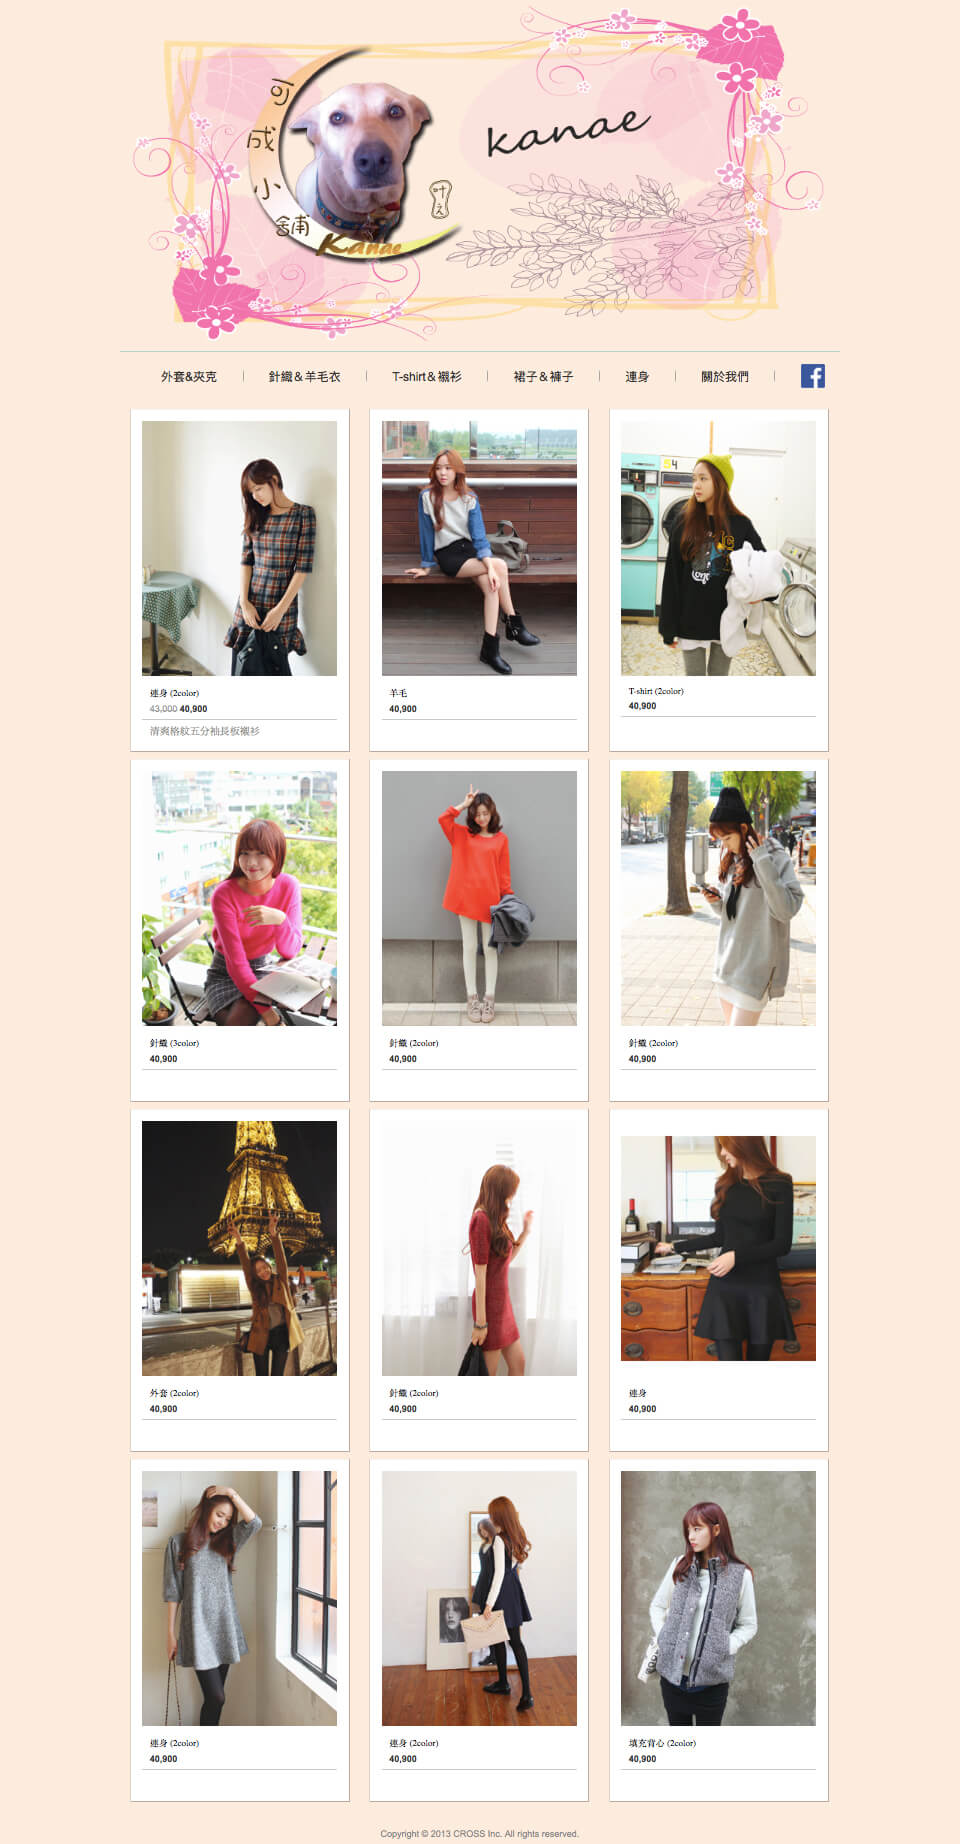 可成小舖
叶え
Kanae
kanae
外套&夾克
針織&羊毛衣
T-shirt&襯衫
裙子&褲子
連身
關於我們
f
連身 (2color)
43,000 40,900
清爽格紋五分袖長板襯衫
羊毛
40,900
T-shirt (2color)
40,900
針織 (3color)
40,900
針織 (2color)
40,900
針織 (2color)
40,900
外套 (2color)
40,900
針織 (2color)
40,900
連身
40,900
連身 (2color)
40,900
連身 (2color)
40,900
填充背心 (2color)
40,900
Copyright © 2013 CROSS Inc. All rights reserved.